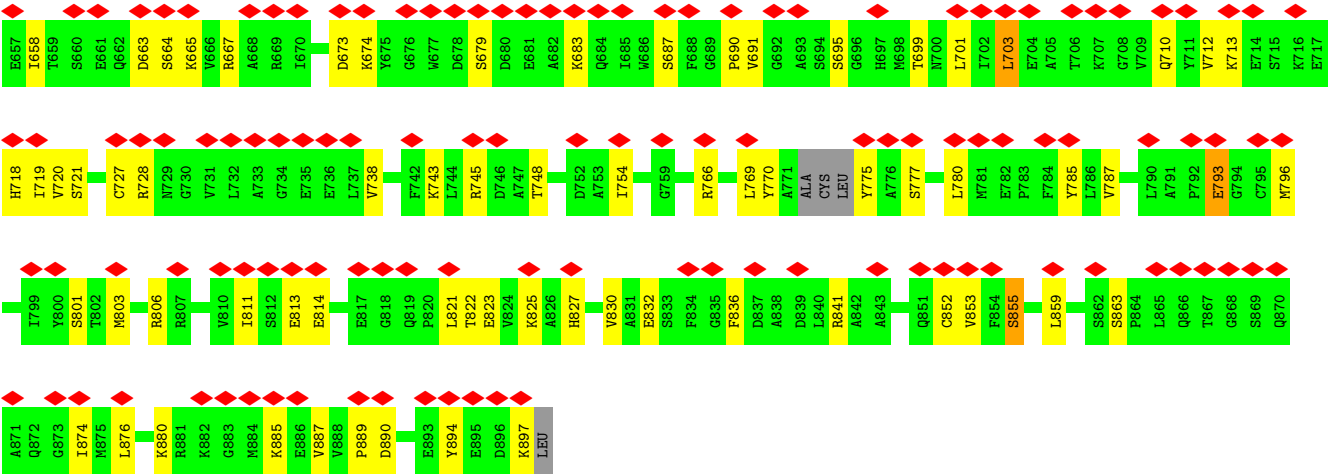 E657 I658 T659 S660 E661 Q662 D663 S664 K665 V666 R667 A668 R669 I670 D673 K674 Y675 G676 W677 D678 S679 D680 E681 A682 K683 Q684 I685 W686 S687 F688 G689 P690 V691 G692 A693 S694 S695 G696 H697 M698 T699 N700 L701 I702 L703 E704 A705 T706 K707 G708 V709 Q710 Y711 V712 K713 E714 S715 K716 E717
H718 I719 V720 S721 C727 R728 N729 G730 V731 L732 A733 G734 E735 E736 L737 V738 F742 K743 L744 R745 D746 A747 T748 D752 A753 I754 G759 R766 L769 Y770 A771 ALA CYS LEU Y775 A776 S777 L780 M781 E782 P783 F784 Y785 L786 V787 L790 A791 P792 E793 G794 C795 M796
I799 Y800 S801 T802 M803 R806 R807 V810 I811 S812 E813 E814 E817 G818 Q819 P820 L821 T822 E823 V824 K825 A826 H827 V830 A831 E832 S833 F834 G835 F836 D837 A838 D839 L840 R841 A842 A843 Q851 C852 V853 F854 S855 L859 S862 S863 P864 L865 Q866 T867 G868 S869 Q870
A871 Q872 G873 I874 M875 L876 K880 R881 K882 G883 M884 K885 E886 V887 V888 P889 D890 E893 Y894 E895 D896 K897 LEU